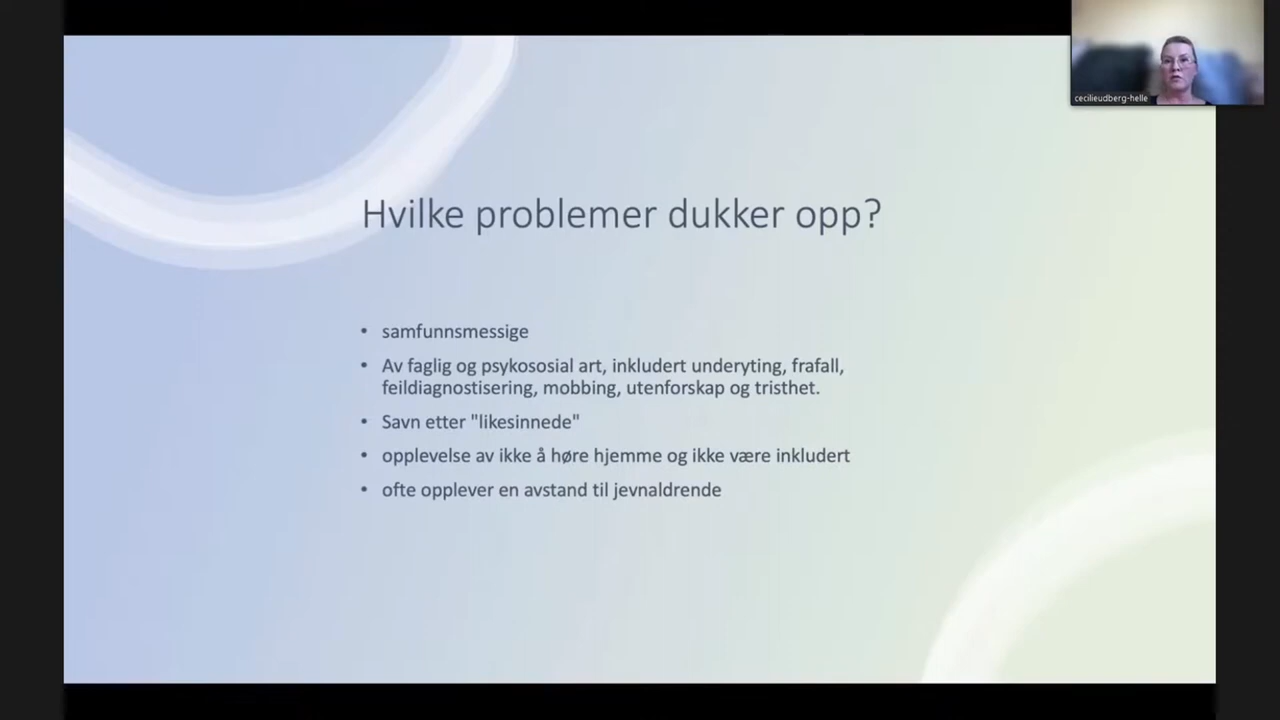 cecilieudberg-helle
Hvilke problemer dukker opp?
• samfunnsmessige
• Av faglig og psykososial art, inkludert underyting, frafall,
feildiagnostisering, mobbing, utenforskap og tristhet.
• Savn etter "likesinnede"
• opplevelse av ikke å høre hjemme og ikke være inkludert
• ofte opplever en avstand til jevnaldrende